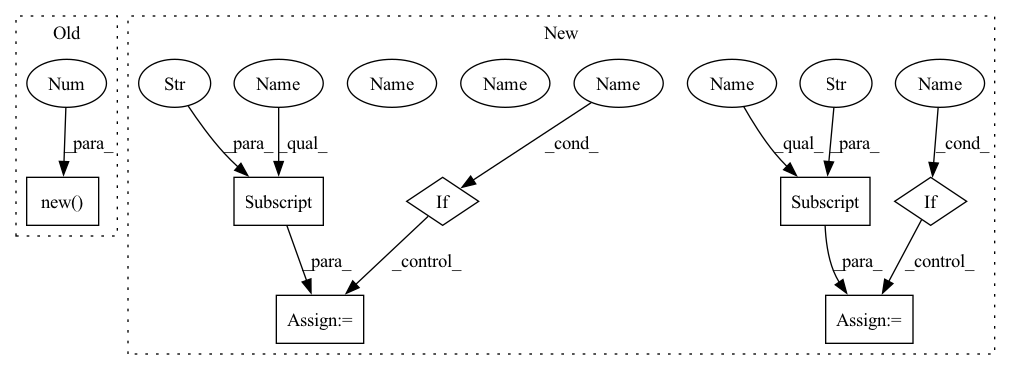 Old
New
Num
Str
Name
Name
Name
Name
Name
Str
Name
_para_
_para_
_qual_
_cond_
_qual_
_para_
_cond_
new()
Subscript
If
Subscript
If
_para_
_control_
_para_
_control_
Assign:=
Assign:=